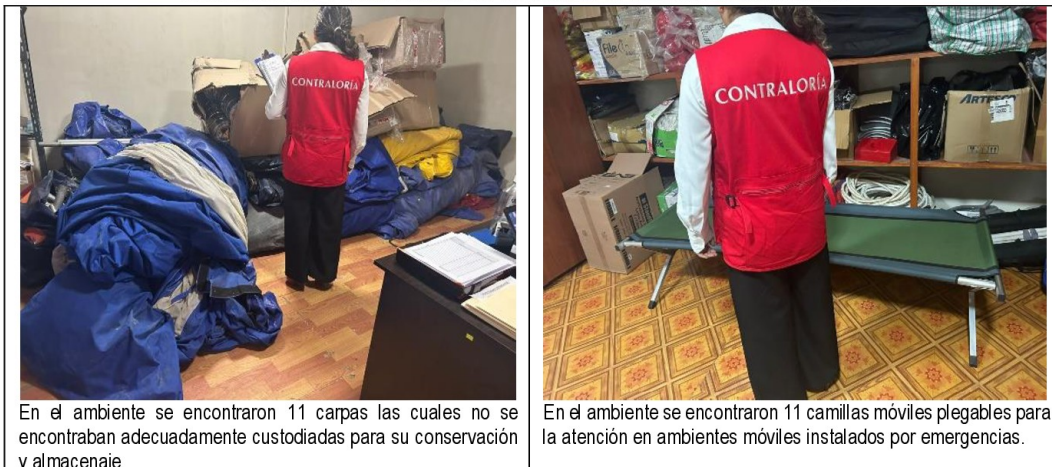 CONTRALORÍA
File
CONTRALORÍA
ARTESCO
En el ambiente se encontraron 11 carpas las cuales no se
encontraban adecuadamente custodiadas para su conservación
y almacenaje
En el ambiente se encontraron 11 camillas móviles plegables para
la atención en ambientes móviles instalados por emergencias.